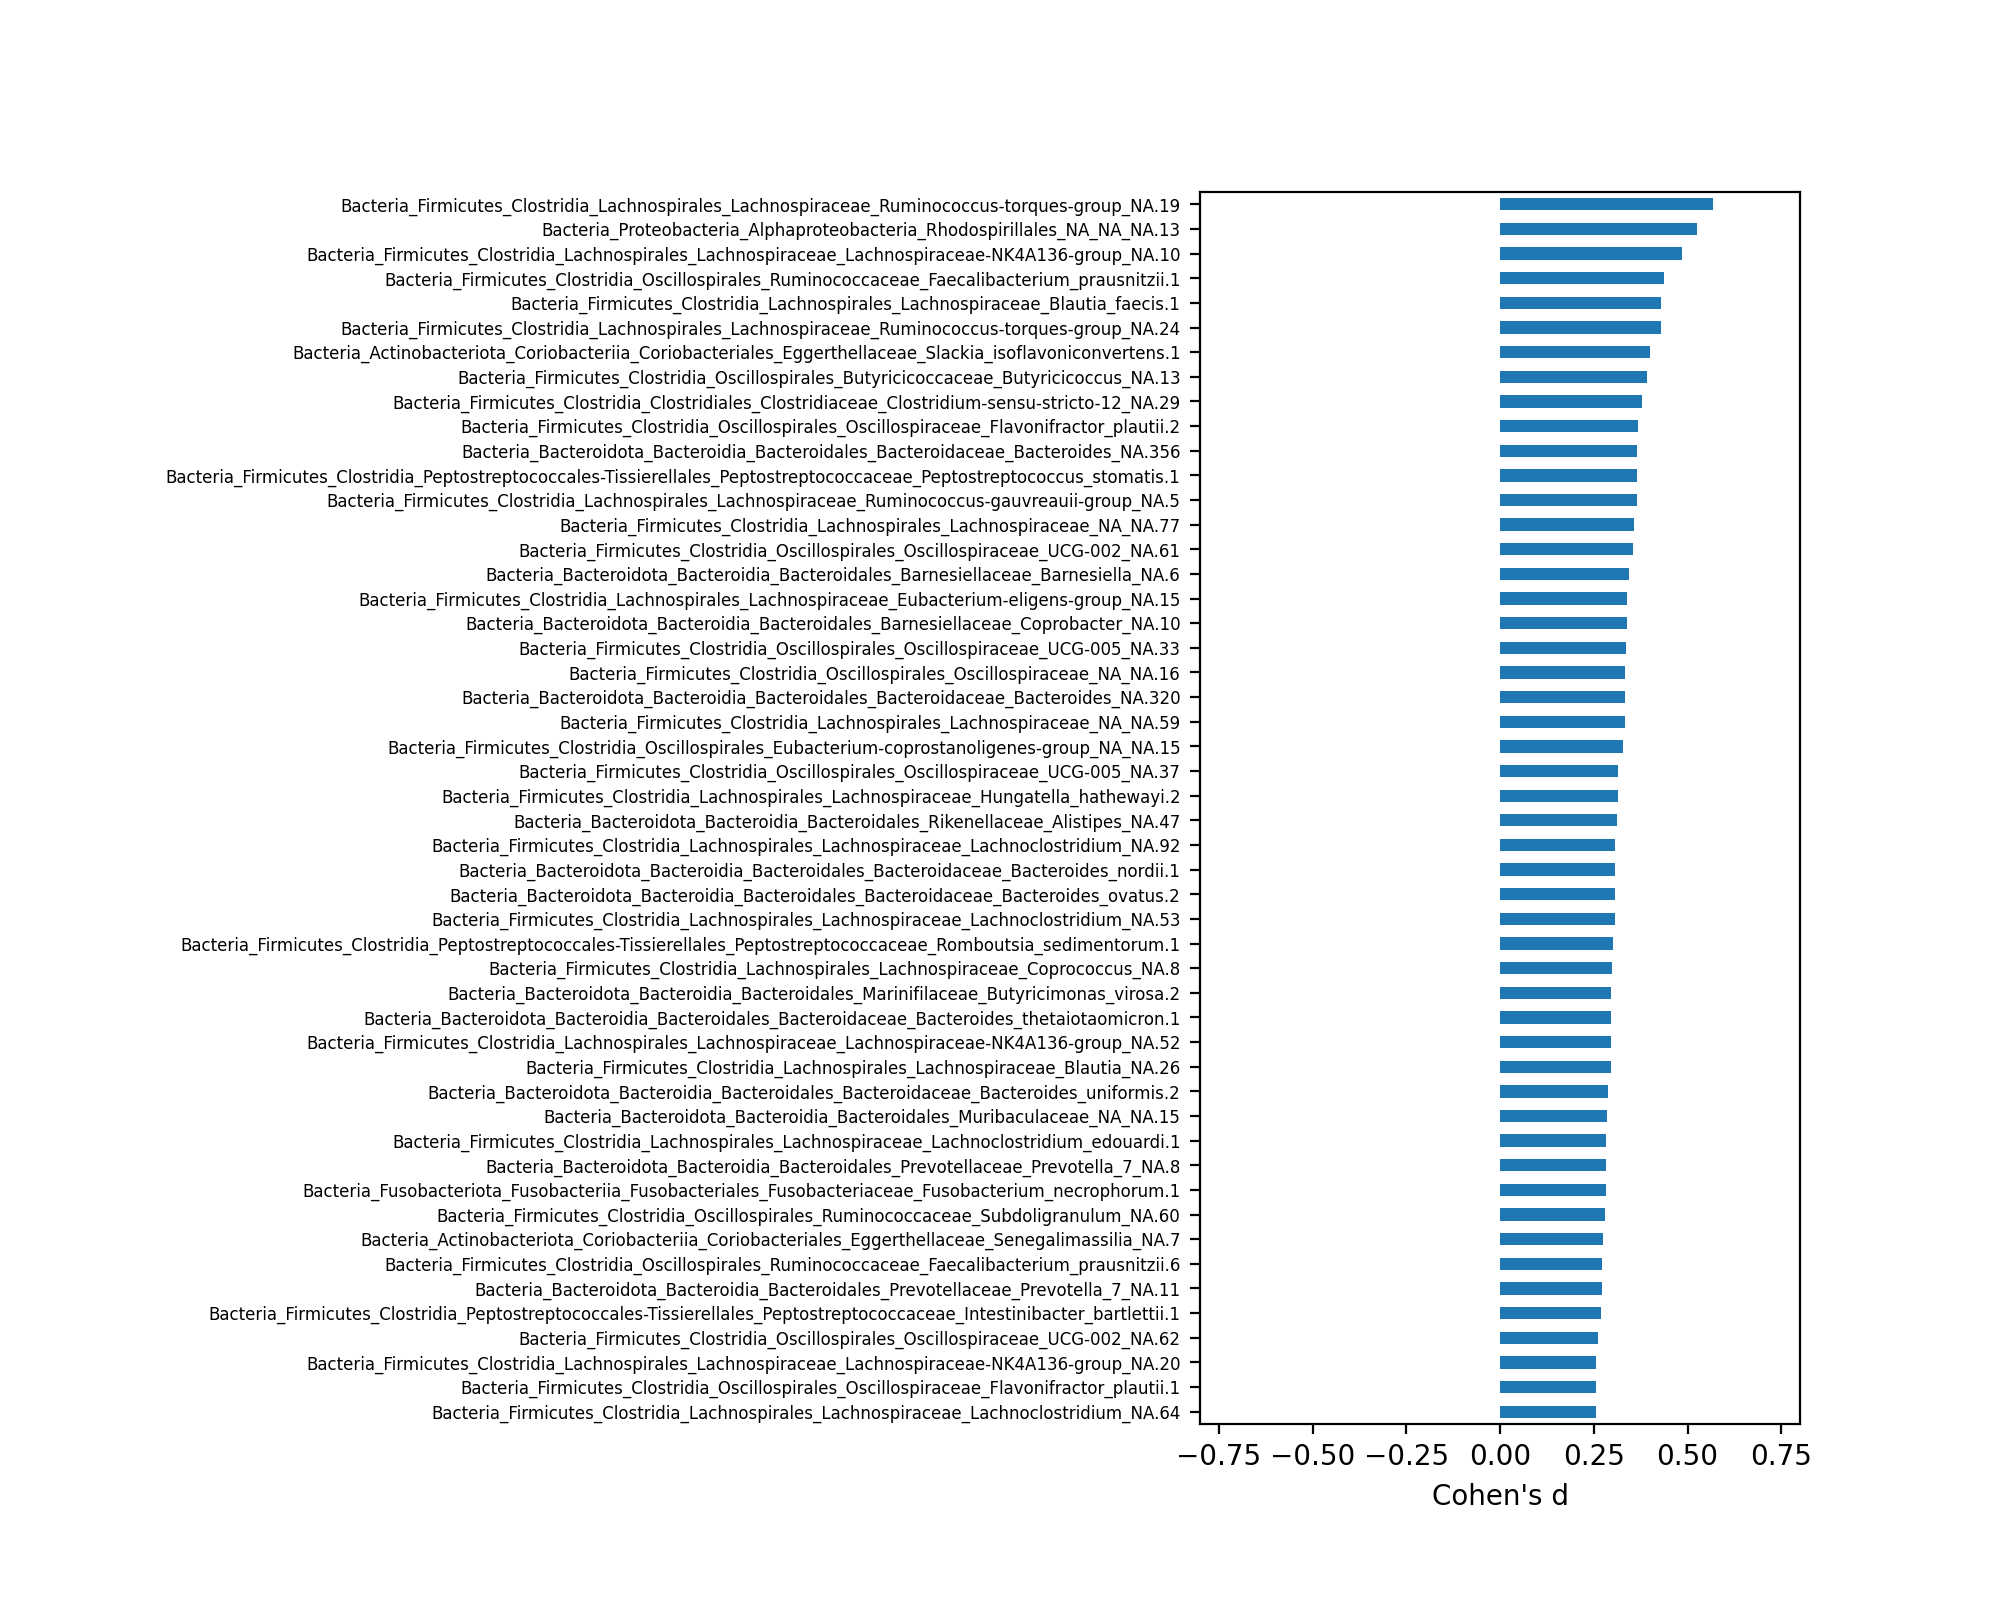 Bacteria_Firmicutes_Clostridia_Lachnospirales_Lachnospiraceae_Ruminococcus-torques-group_NA.19
Bacteria_Proteobacteria_Alphaproteobacteria_Rhodospirillales_NA_NA_NA.13
Bacteria_Firmicutes_Clostridia_Lachnospirales_Lachnospiraceae_Lachnospiraceae-NK4A136-group_NA.10
Bacteria_Firmicutes_Clostridia_Oscillospirales_Ruminococcaceae_Faecalibacterium_prausnitzii.1
Bacteria_Firmicutes_Clostridia_Lachnospirales_Lachnospiraceae_Blautia_faecis.1
Bacteria_Firmicutes_Clostridia_Lachnospirales_Lachnospiraceae_Ruminococcus-torques-group_NA.24
Bacteria_Actinobacteriota_Coriobacteriia_Coriobacteriales_Eggerthellaceae_Slackia_isoflavoniconvertens.1
Bacteria_Firmicutes_Clostridia_Oscillospirales_Butyricicoccaceae_Butyricicoccus_NA.13
Bacteria_Firmicutes_Clostridia_Clostridiales_Clostridiaceae_Clostridium-sensu-stricto-12_NA.29
Bacteria_Firmicutes_Clostridia_Oscillospirales_Oscillospiraceae_Flavonifractor_plautii.2
Bacteria_Bacteroidota_Bacteroidia_Bacteroidales_Bacteroidaceae_Bacteroides_NA.356
Bacteria_Firmicutes_Clostridia_Peptostreptococcales-Tissierellales_Peptostreptococcaceae_Peptostreptococcus_stomatis.1
Bacteria_Firmicutes_Clostridia_Lachnospirales_Lachnospiraceae_Ruminococcus-gauvreauii-group_NA.5
Bacteria_Firmicutes_Clostridia_Lachnospirales_Lachnospiraceae_NA_NA.77
Bacteria_Firmicutes_Clostridia_Oscillospirales_Oscillospiraceae_UCG-002_NA.61
Bacteria_Bacteroidota_Bacteroidia_Bacteroidales_Barnesiellaceae_Barnesiella_NA.6
Bacteria_Firmicutes_Clostridia_Lachnospirales_Lachnospiraceae_Eubacterium-eligens-group_NA.15
Bacteria_Bacteroidota_Bacteroidia_Bacteroidales_Barnesiellaceae_Coprobacter_NA.10
Bacteria_Firmicutes_Clostridia_Oscillospirales_Oscillospiraceae_UCG-005_NA.33
Bacteria_Firmicutes_Clostridia_Oscillospirales_Oscillospiraceae_NA_NA.16
Bacteria_Bacteroidota_Bacteroidia_Bacteroidales_Bacteroidaceae_Bacteroides_NA.320
Bacteria_Firmicutes_Clostridia_Lachnospirales_Lachnospiraceae_NA_NA.59
Bacteria_Firmicutes_Clostridia_Oscillospirales_Eubacterium-coprostanoligenes-group_NA_NA.15
Bacteria_Firmicutes_Clostridia_Oscillospirales_Oscillospiraceae_UCG-005_NA.37
Bacteria_Firmicutes_Clostridia_Lachnospirales_Lachnospiraceae_Hungatella_hathewayi.2
Bacteria_Bacteroidota_Bacteroidia_Bacteroidales_Rikenellaceae_Alistipes_NA.47
Bacteria_Firmicutes_Clostridia_Lachnospirales_Lachnospiraceae_Lachnoclostridium_NA.92
Bacteria_Bacteroidota_Bacteroidia_Bacteroidales_Bacteroidaceae_Bacteroides_nordii.1
Bacteria_Bacteroidota_Bacteroidia_Bacteroidales_Bacteroidaceae_Bacteroides_ovatus.2
Bacteria_Firmicutes_Clostridia_Lachnospirales_Lachnospiraceae_Lachnoclostridium_NA.53
Bacteria_Firmicutes_Clostridia_Peptostreptococcales-Tissierellales_Peptostreptococcaceae_Romboutsia_sedimentorum.1
Bacteria_Firmicutes_Clostridia_Lachnospirales_Lachnospiraceae_Coprococcus_NA.8
Bacteria_Bacteroidota_Bacteroidia_Bacteroidales_Marinifilaceae_Butyricimonas_virosa.2
Bacteria_Bacteroidota_Bacteroidia_Bacteroidales_Bacteroidaceae_Bacteroides_thetaiotaomicron.1
Bacteria_Firmicutes_Clostridia_Lachnospirales_Lachnospiraceae_Lachnospiraceae-NK4A136-group_NA.52
Bacteria_Firmicutes_Clostridia_Lachnospirales_Lachnospiraceae_Blautia_NA.26
Bacteria_Bacteroidota_Bacteroidia_Bacteroidales_Bacteroidaceae_Bacteroides_uniformis.2
Bacteria_Bacteroidota_Bacteroidia_Bacteroidales_Muribaculaceae_NA_NA.15
Bacteria_Firmicutes_Clostridia_Lachnospirales_Lachnospiraceae_Lachnoclostridium_edouardi.1
Bacteria_Bacteroidota_Bacteroidia_Bacteroidales_Prevotellaceae_Prevotella_7_NA.8
Bacteria_Fusobacteriota_Fusobacteriia_Fusobacteriales_Fusobacteriaceae_Fusobacterium_necrophorum.1
Bacteria_Firmicutes_Clostridia_Oscillospirales_Ruminococcaceae_Subdoligranulum_NA.60
Bacteria_Actinobacteriota_Coriobacteriia_Coriobacteriales_Eggerthellaceae_Senegalimassilia_NA.7
Bacteria_Firmicutes_Clostridia_Oscillospirales_Ruminococcaceae_Faecalibacterium_prausnitzii.6
Bacteria_Bacteroidota_Bacteroidia_Bacteroidales_Prevotellaceae_Prevotella_7_NA.11
Bacteria_Firmicutes_Clostridia_Peptostreptococcales-Tissierellales_Peptostreptococcaceae_Intestinibacter_bartlettii.1
Bacteria_Firmicutes_Clostridia_Oscillospirales_Oscillospiraceae_UCG-002_NA.62
Bacteria_Firmicutes_Clostridia_Lachnospirales_Lachnospiraceae_Lachnospiraceae-NK4A136-group_NA.20
Bacteria_Firmicutes_Clostridia_Oscillospirales_Oscillospiraceae_Flavonifractor_plautii.1
Bacteria_Firmicutes_Clostridia_Lachnospirales_Lachnospiraceae_Lachnoclostridium_NA.64
−0.75 −0.50 −0.25 0.00 0.25 0.50 0.75
Cohen's d